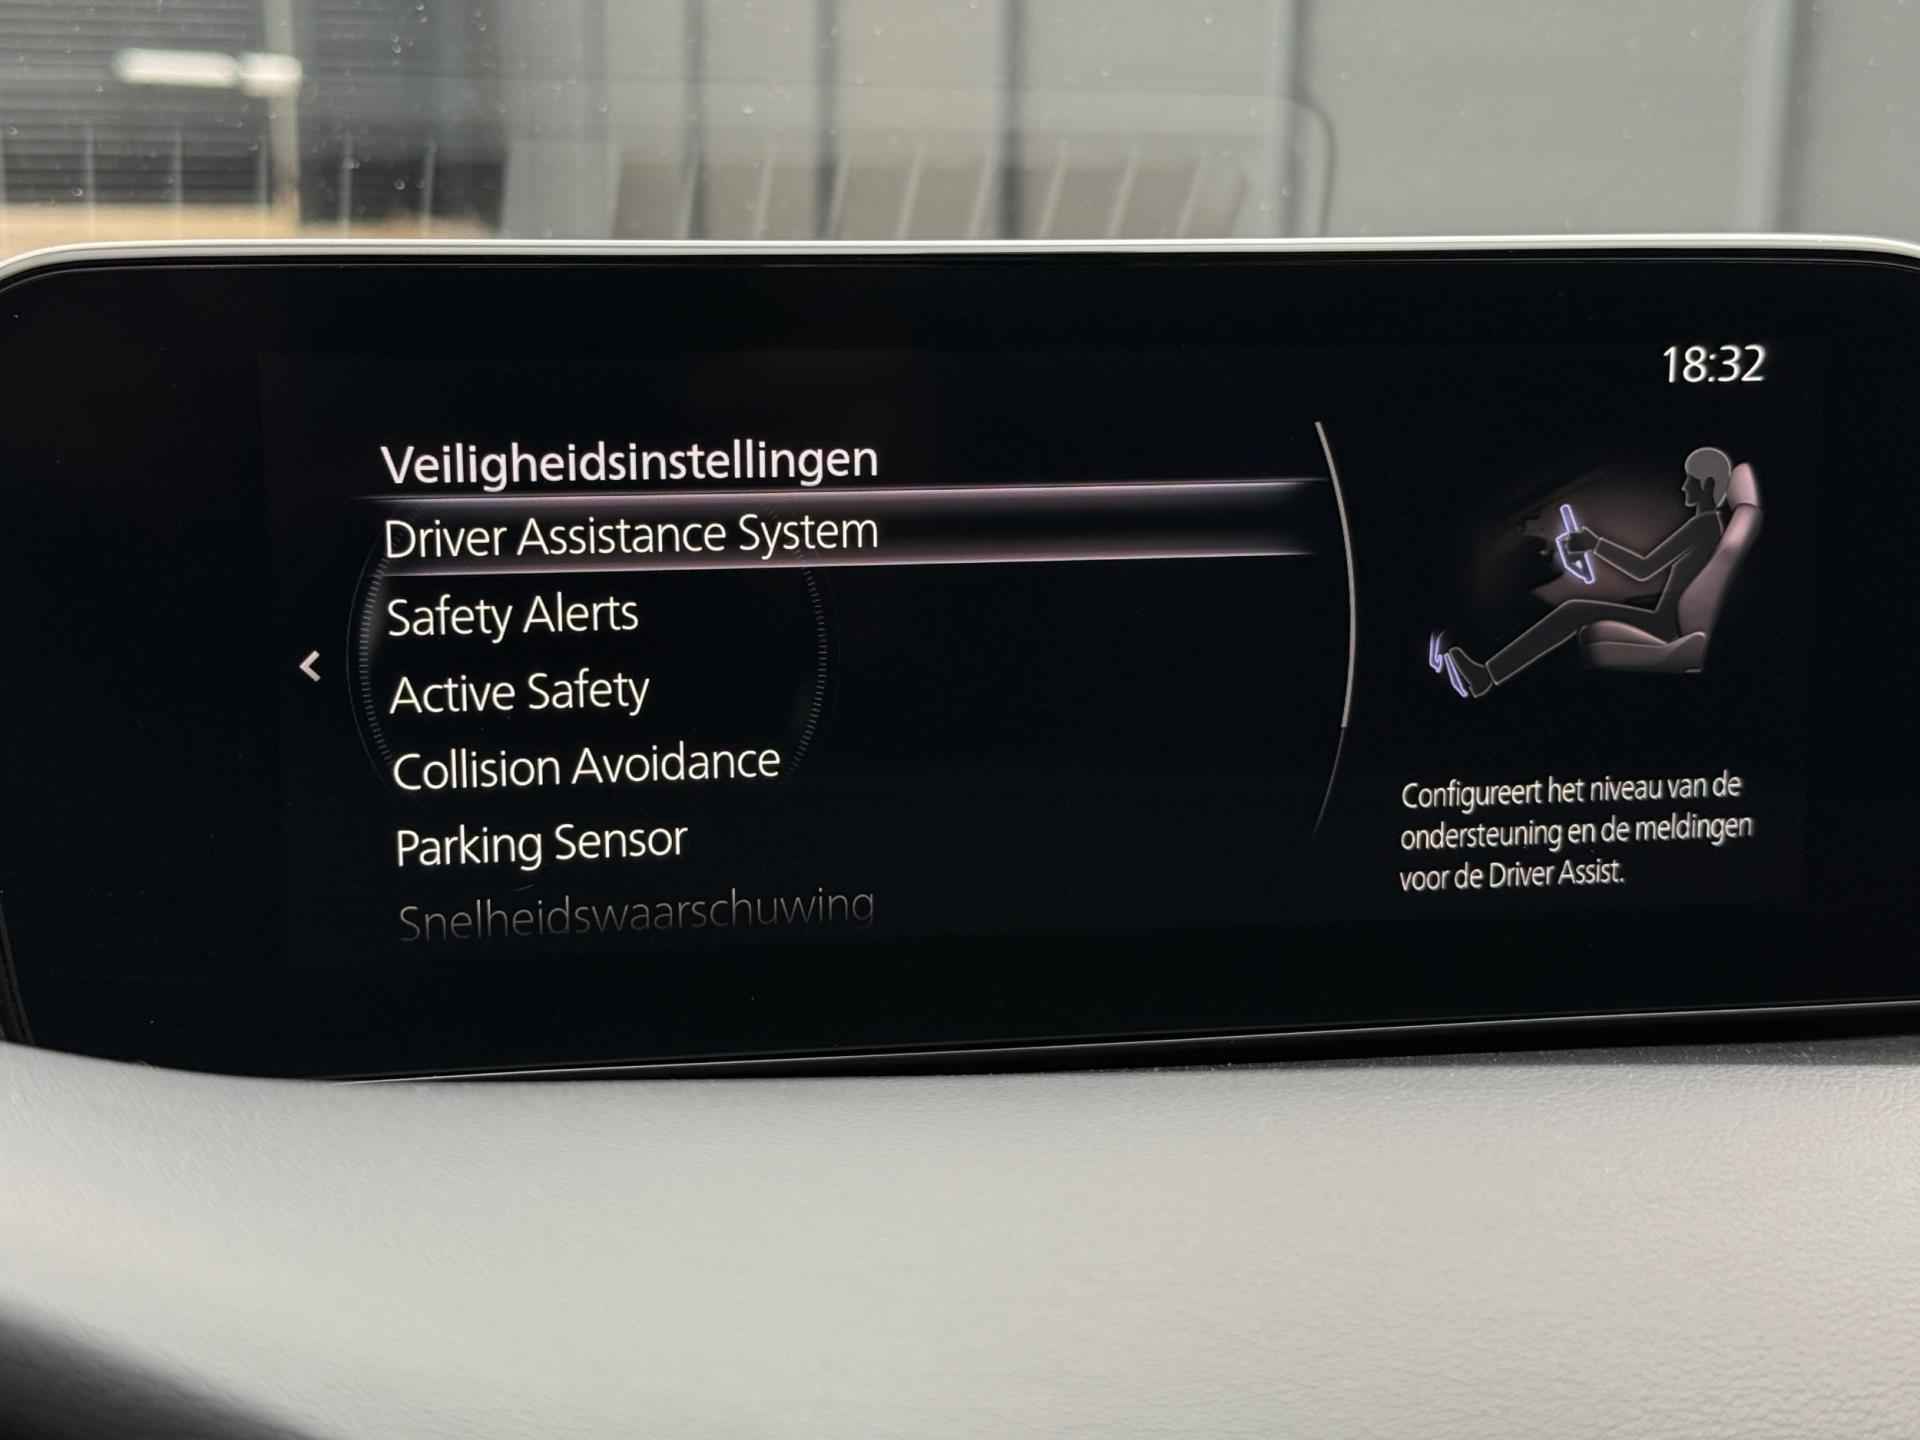 18:32
Veiligheidsinstellingen
Driver Assistance System
Safety Alerts
Active Safety
Collision Avoidance
Parking Sensor
Snelheidswaarschuwing
Configureert het niveau van de
ondersteuning en de meldingen
voor de Driver Assist.